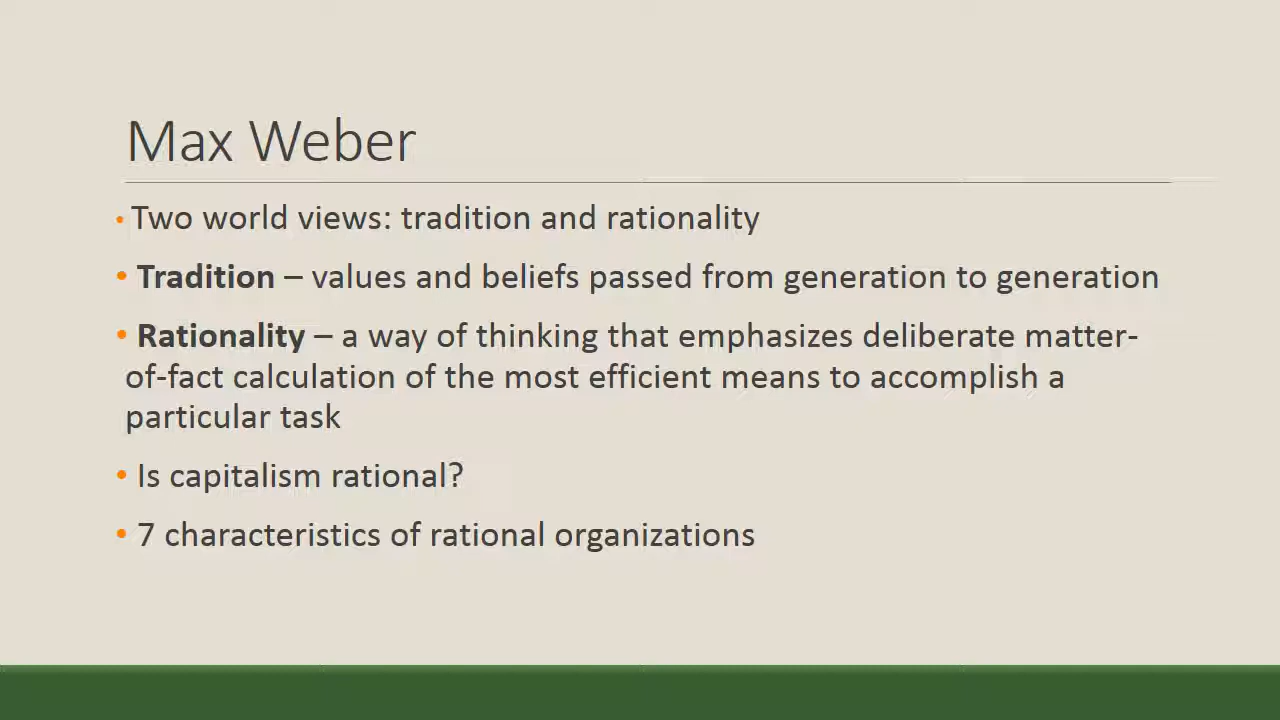 Max Weber
• Two world views: tradition and rationality
• Tradition – values and beliefs passed from generation to generation
• Rationality – a way of thinking that emphasizes deliberate matter-
of-fact calculation of the most efficient means to accomplish a
particular task
• Is capitalism rational?
• 7 characteristics of rational organizations